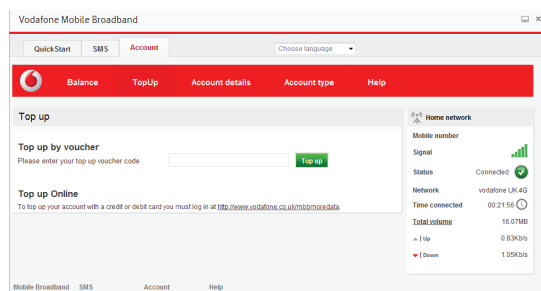 Vodafone Mobile Broadband
QuickStart SMS Account Choose language
Balance TopUp Account details Account type Help
Top up
Top up by voucher
Please enter your top up voucher code Top up
Top up Online
To top up your account with a credit or debit card you must log in at http://www.vodafone.co.uk/mbbmoredata.
Home network
Mobile number
Signal
Status Connected
Network vodafone UK 4G
Time connected 00:21:56
Total volume 16.07MB
Up 0.83Kb/s
Down 1.05Kb/s
Mobile Broadband SMS Account Help